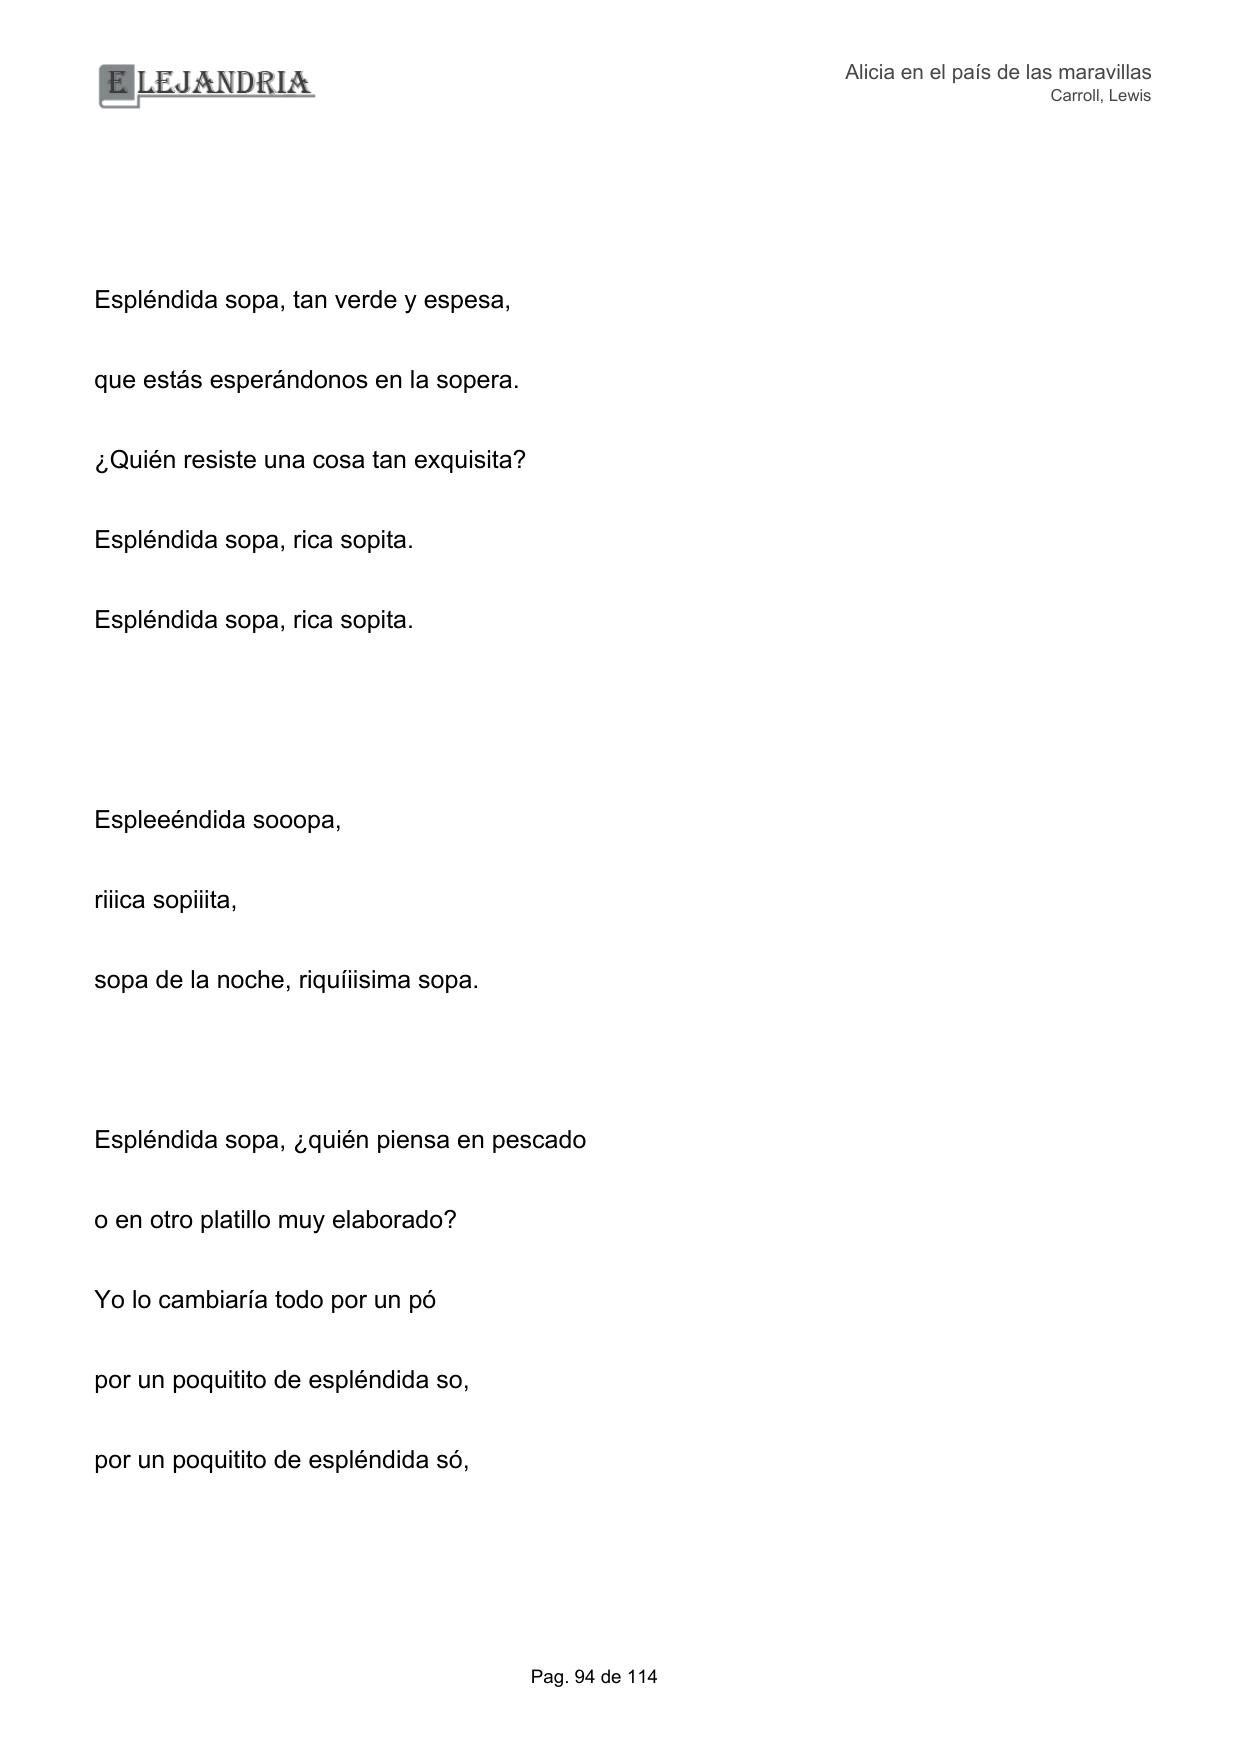 ELEJANDRIA
Alicia en el país de las maravillas
Carroll, Lewis
Espléndida sopa, tan verde y espesa,
que estás esperándonos en la sopera.
¿Quién resiste una cosa tan exquisita?
Espléndida sopa, rica sopita.
Espléndida sopa, rica sopita.
Espleeéndida sooopa,
riiica sopiiita,
sopa de la noche, riquíiisima sopa.
Espléndida sopa, ¿quién piensa en pescado
o en otro platillo muy elaborado?
Yo lo cambiaría todo por un pó
por un poquitito de espléndida so,
por un poquitito de espléndida só,
Pag. 94 de 114